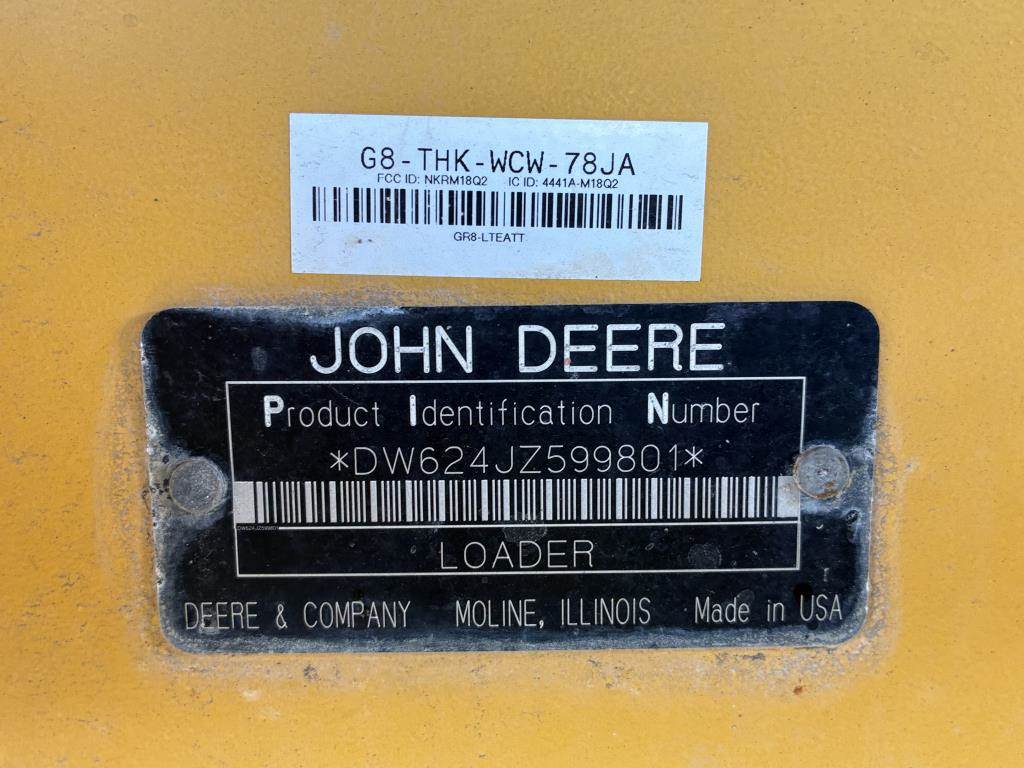 G8-THK-WCW-78JA
FCC ID: NKRM18Q2 IC ID: 4441A-M18Q2
GR8-LTEATT
JOHN DEERE
Product Identification Number
*DW624JZ599801*
DW624JZ599801
LOADER
DEERE & COMPANY MOLINE, ILLINOIS Made in USA